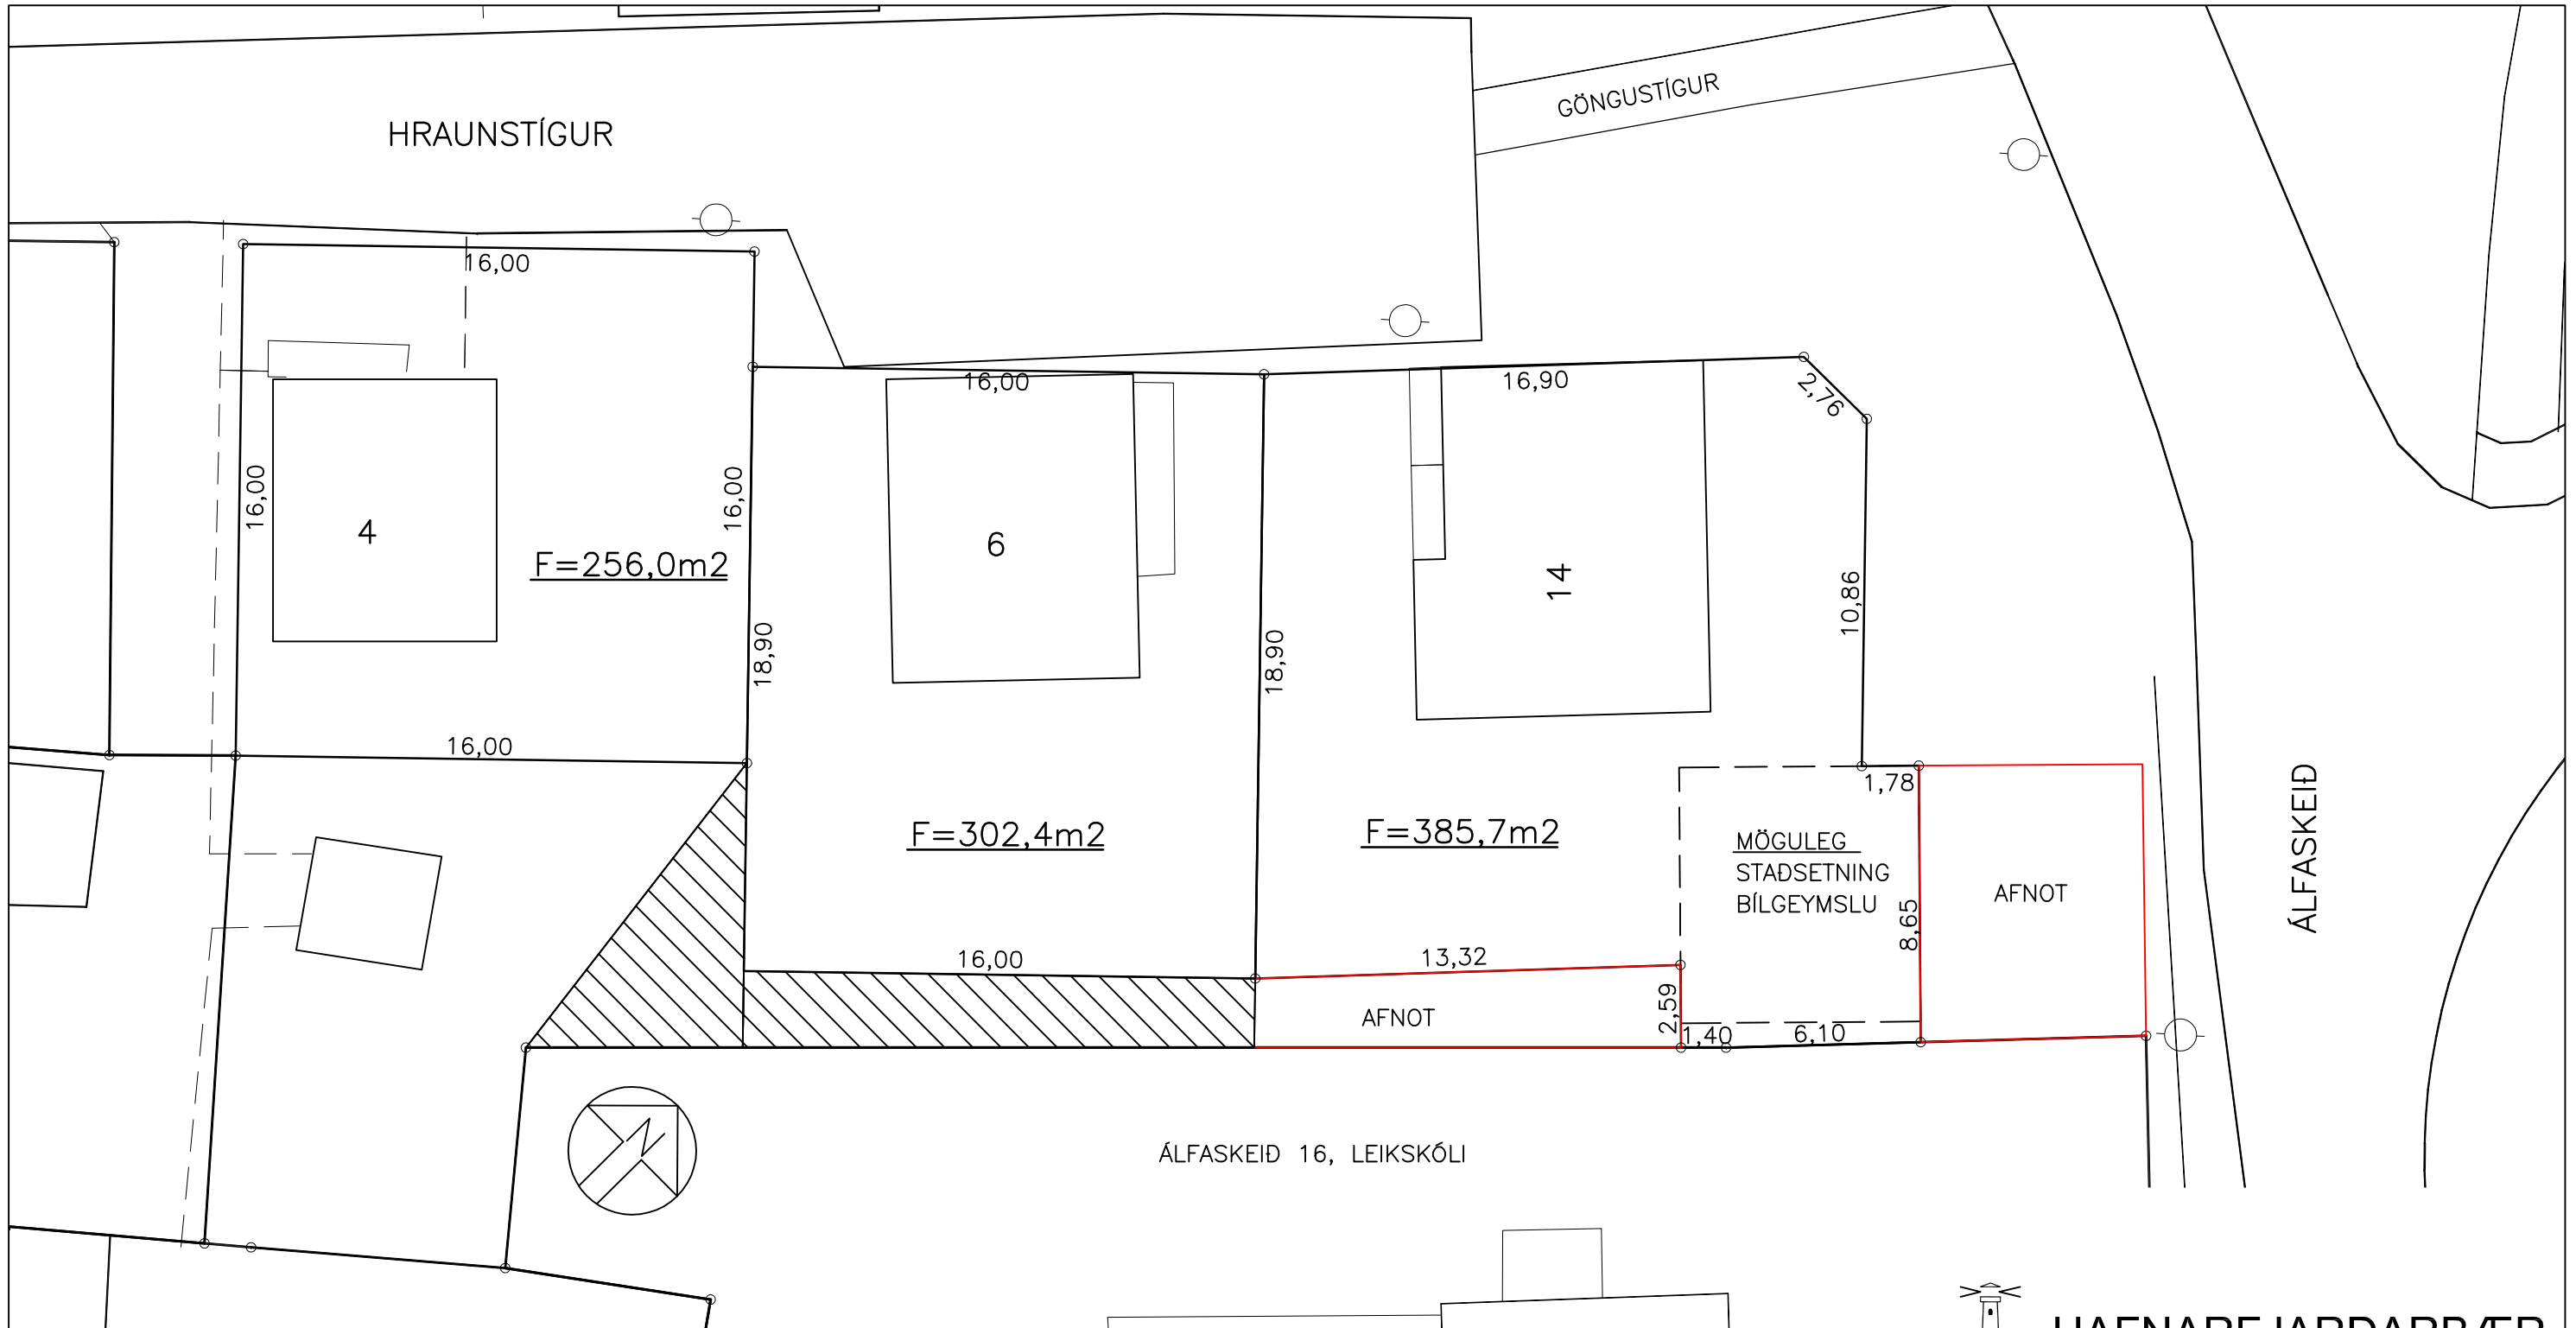 GÖNGUSTÍGUR
HRAUNSTÍGUR
16,00
16,00
16,90
2,76
16,00
16,00
4
6
14
F=256,0m2
10,86
18,90
18,90
16,00
1,78
F=302,4m2
F=385,7m2
MÖGULEG
STAÐSETNING
BÍLGEYMSLU
AFNOT
ÁLFASKEIÐ
8,65
16,00
13,32
2,59
AFNOT
1,40
6,10
N
ÁLFASKEIÐ 16, LEIKSKÓLI
HAFNARFJARÐARBÆR